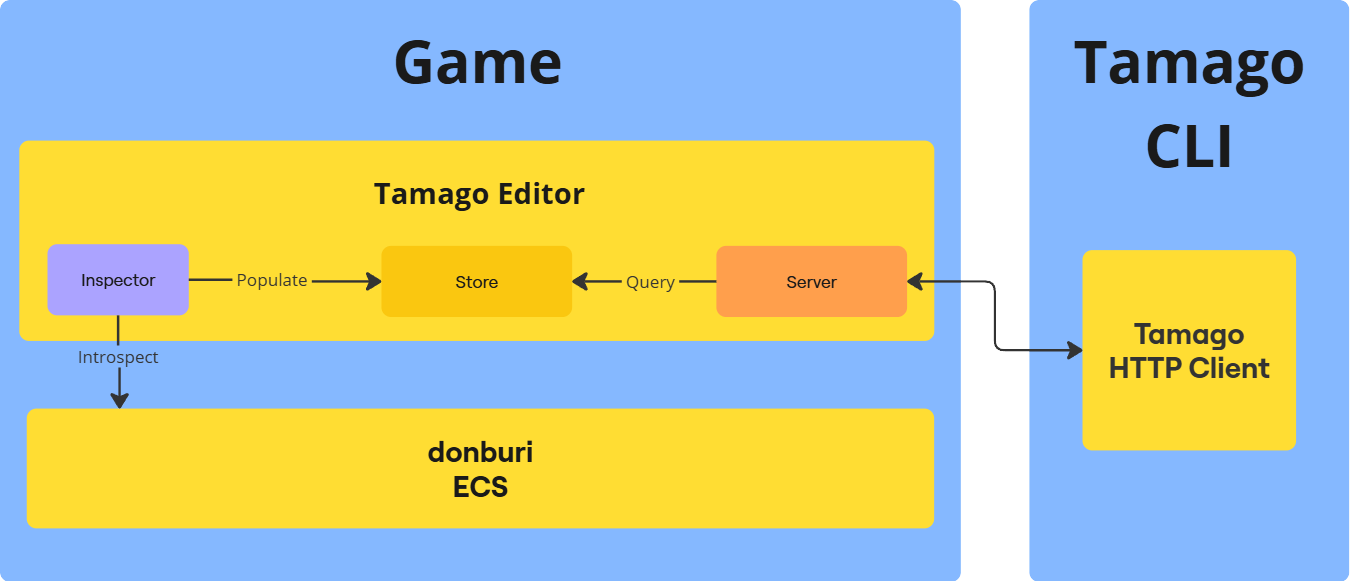 Game
Tamago
CLI
Tamago Editor
Inspector
Populate
Store
Query
Server
Introspect
Tamago
HTTP Client
donburi
ECS